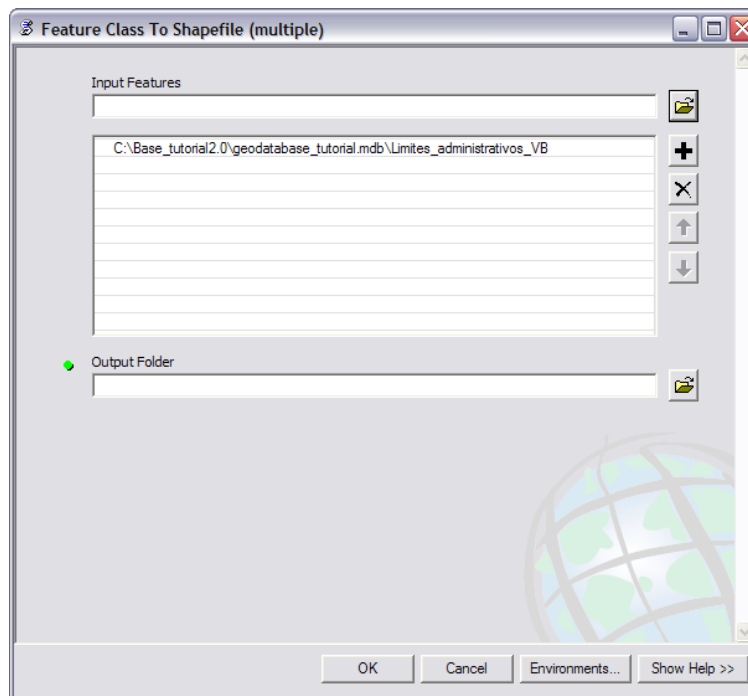 Feature Class To Shapefile (multiple)
Input Features
C:\Base_tutorial2.0\geodatabase_tutorial.mdb\Limites_administrativos_VB
Output Folder
OK
Cancel
Environments...
Show Help >>